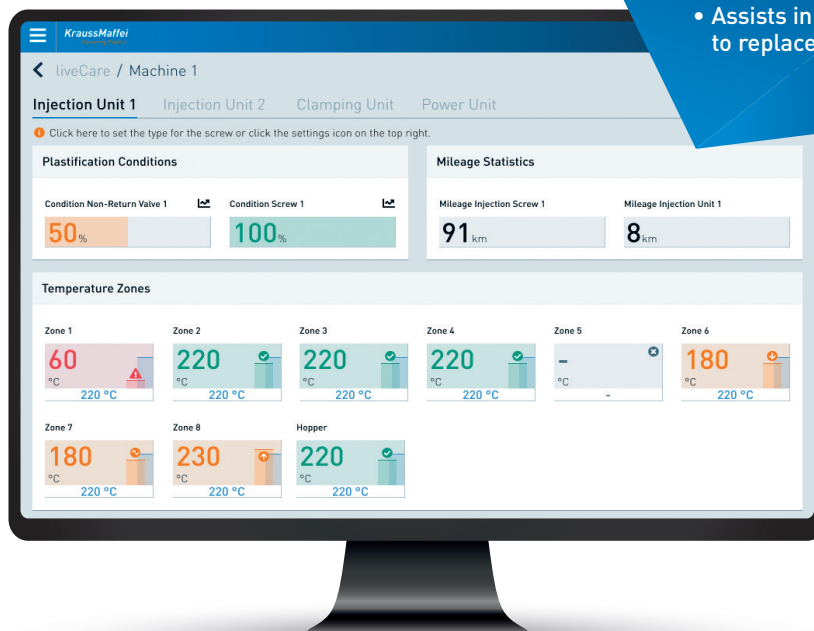 • Assists in
to replace
KraussMaffei
liveCare / Machine 1
Injection Unit 1 Injection Unit 2 Clamping Unit Power Unit
Click here to set the type for the screw or click the settings icon on the top right.
Plastification Conditions
Condition Non-Return Valve 1 Condition Screw 1
50% 100%
Mileage Statistics
Mileage Injection Screw 1 Mileage Injection Unit 1
91 km 8 km
Temperature Zones
Zone 1 Zone 2 Zone 3 Zone 4 Zone 5 Zone 6
60 220 220 220 - 180
°C °C °C °C °C °C
220 °C 220 °C 220 °C 220 °C - 220 °C
Zone 7 Zone 8 Hopper
180 230 220
°C °C °C
220 °C 220 °C 220 °C